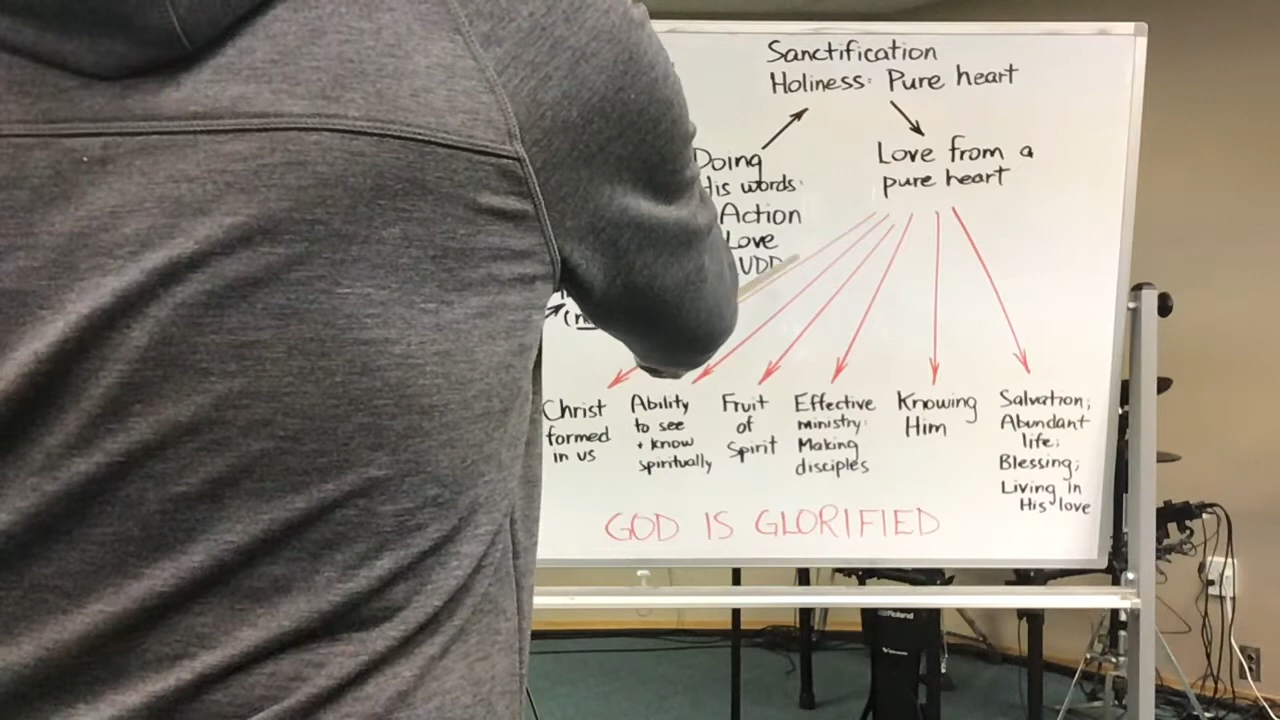 Sanctification
Holiness: Pure heart
Doing
His words:
Action
Love
Love from a
pure heart
Christ
formed
in us
Ability
to see
+ know
spiritually
Fruit
of
Spirit
Effective
ministry:
Making
disciples
Knowing
Him
Salvation;
Abundant
life;
Blessing;
Living in
His love
GOD IS GLORIFIED
Roland